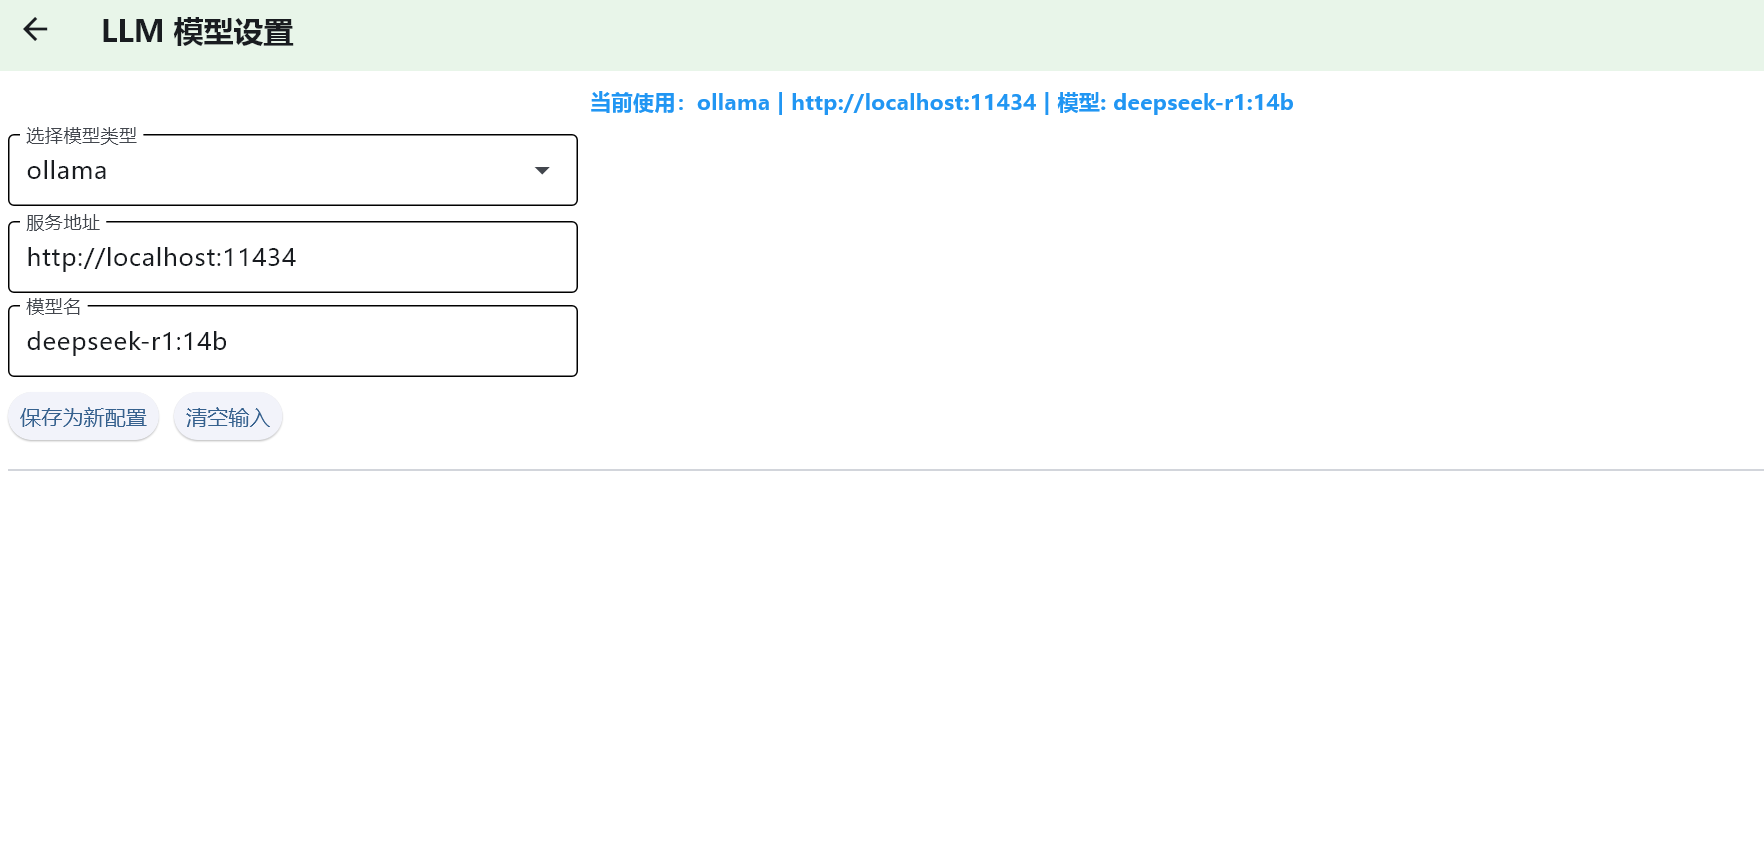 LLM 模型设置
当前使用：ollama | http://localhost:11434 | 模型: deepseek-r1:14b
选择模型类型
ollama
服务地址
http://localhost:11434
模型名
deepseek-r1:14b
保存为新配置 清空输入